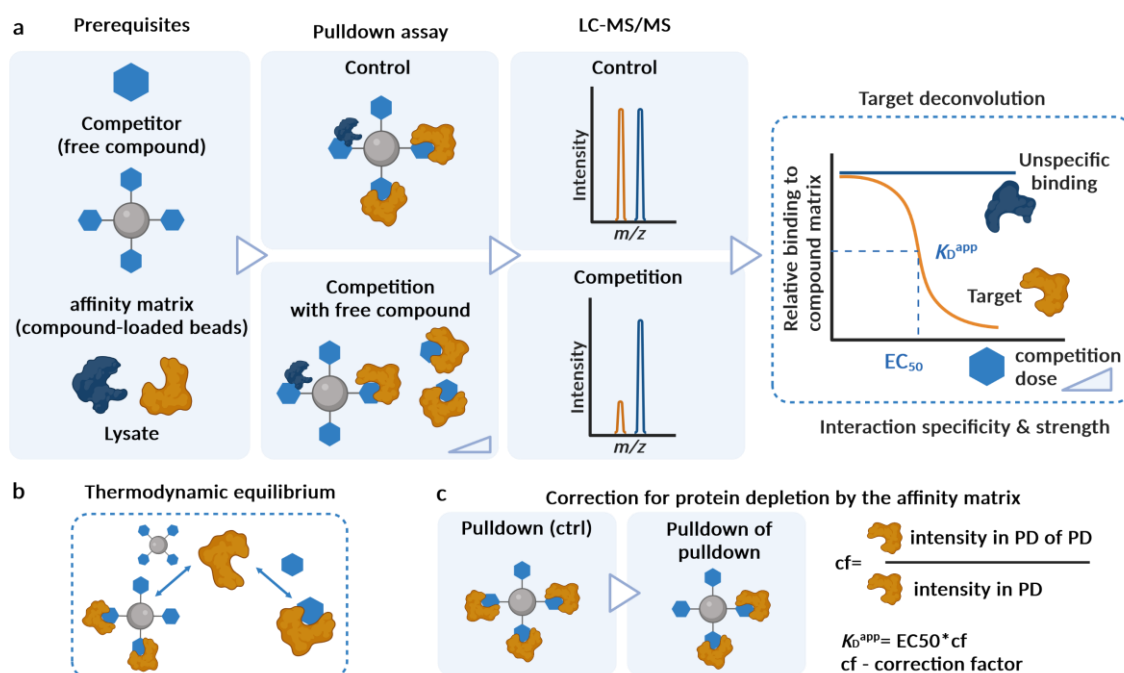 a
Prerequisites
Competitor
(free compound)
affinity matrix
(compound-loaded beads)
Lysate
Pulldown assay
Control
Competition
with free compound
LC-MS/MS
Control
Intensity
m/z
Competition
Intensity
m/z
Target deconvolution
Relative binding to
compound matrix
Unspecific
binding
KDapp
Target
EC50
competition
dose
Interaction specificity & strength
b
Thermodynamic equilibrium
c
Correction for protein depletion by the affinity matrix
Pulldown (ctrl)
Pulldown of
pulldown
cf=
intensity in PD of PD
intensity in PD
KDapp= EC50*cf
cf - correction factor